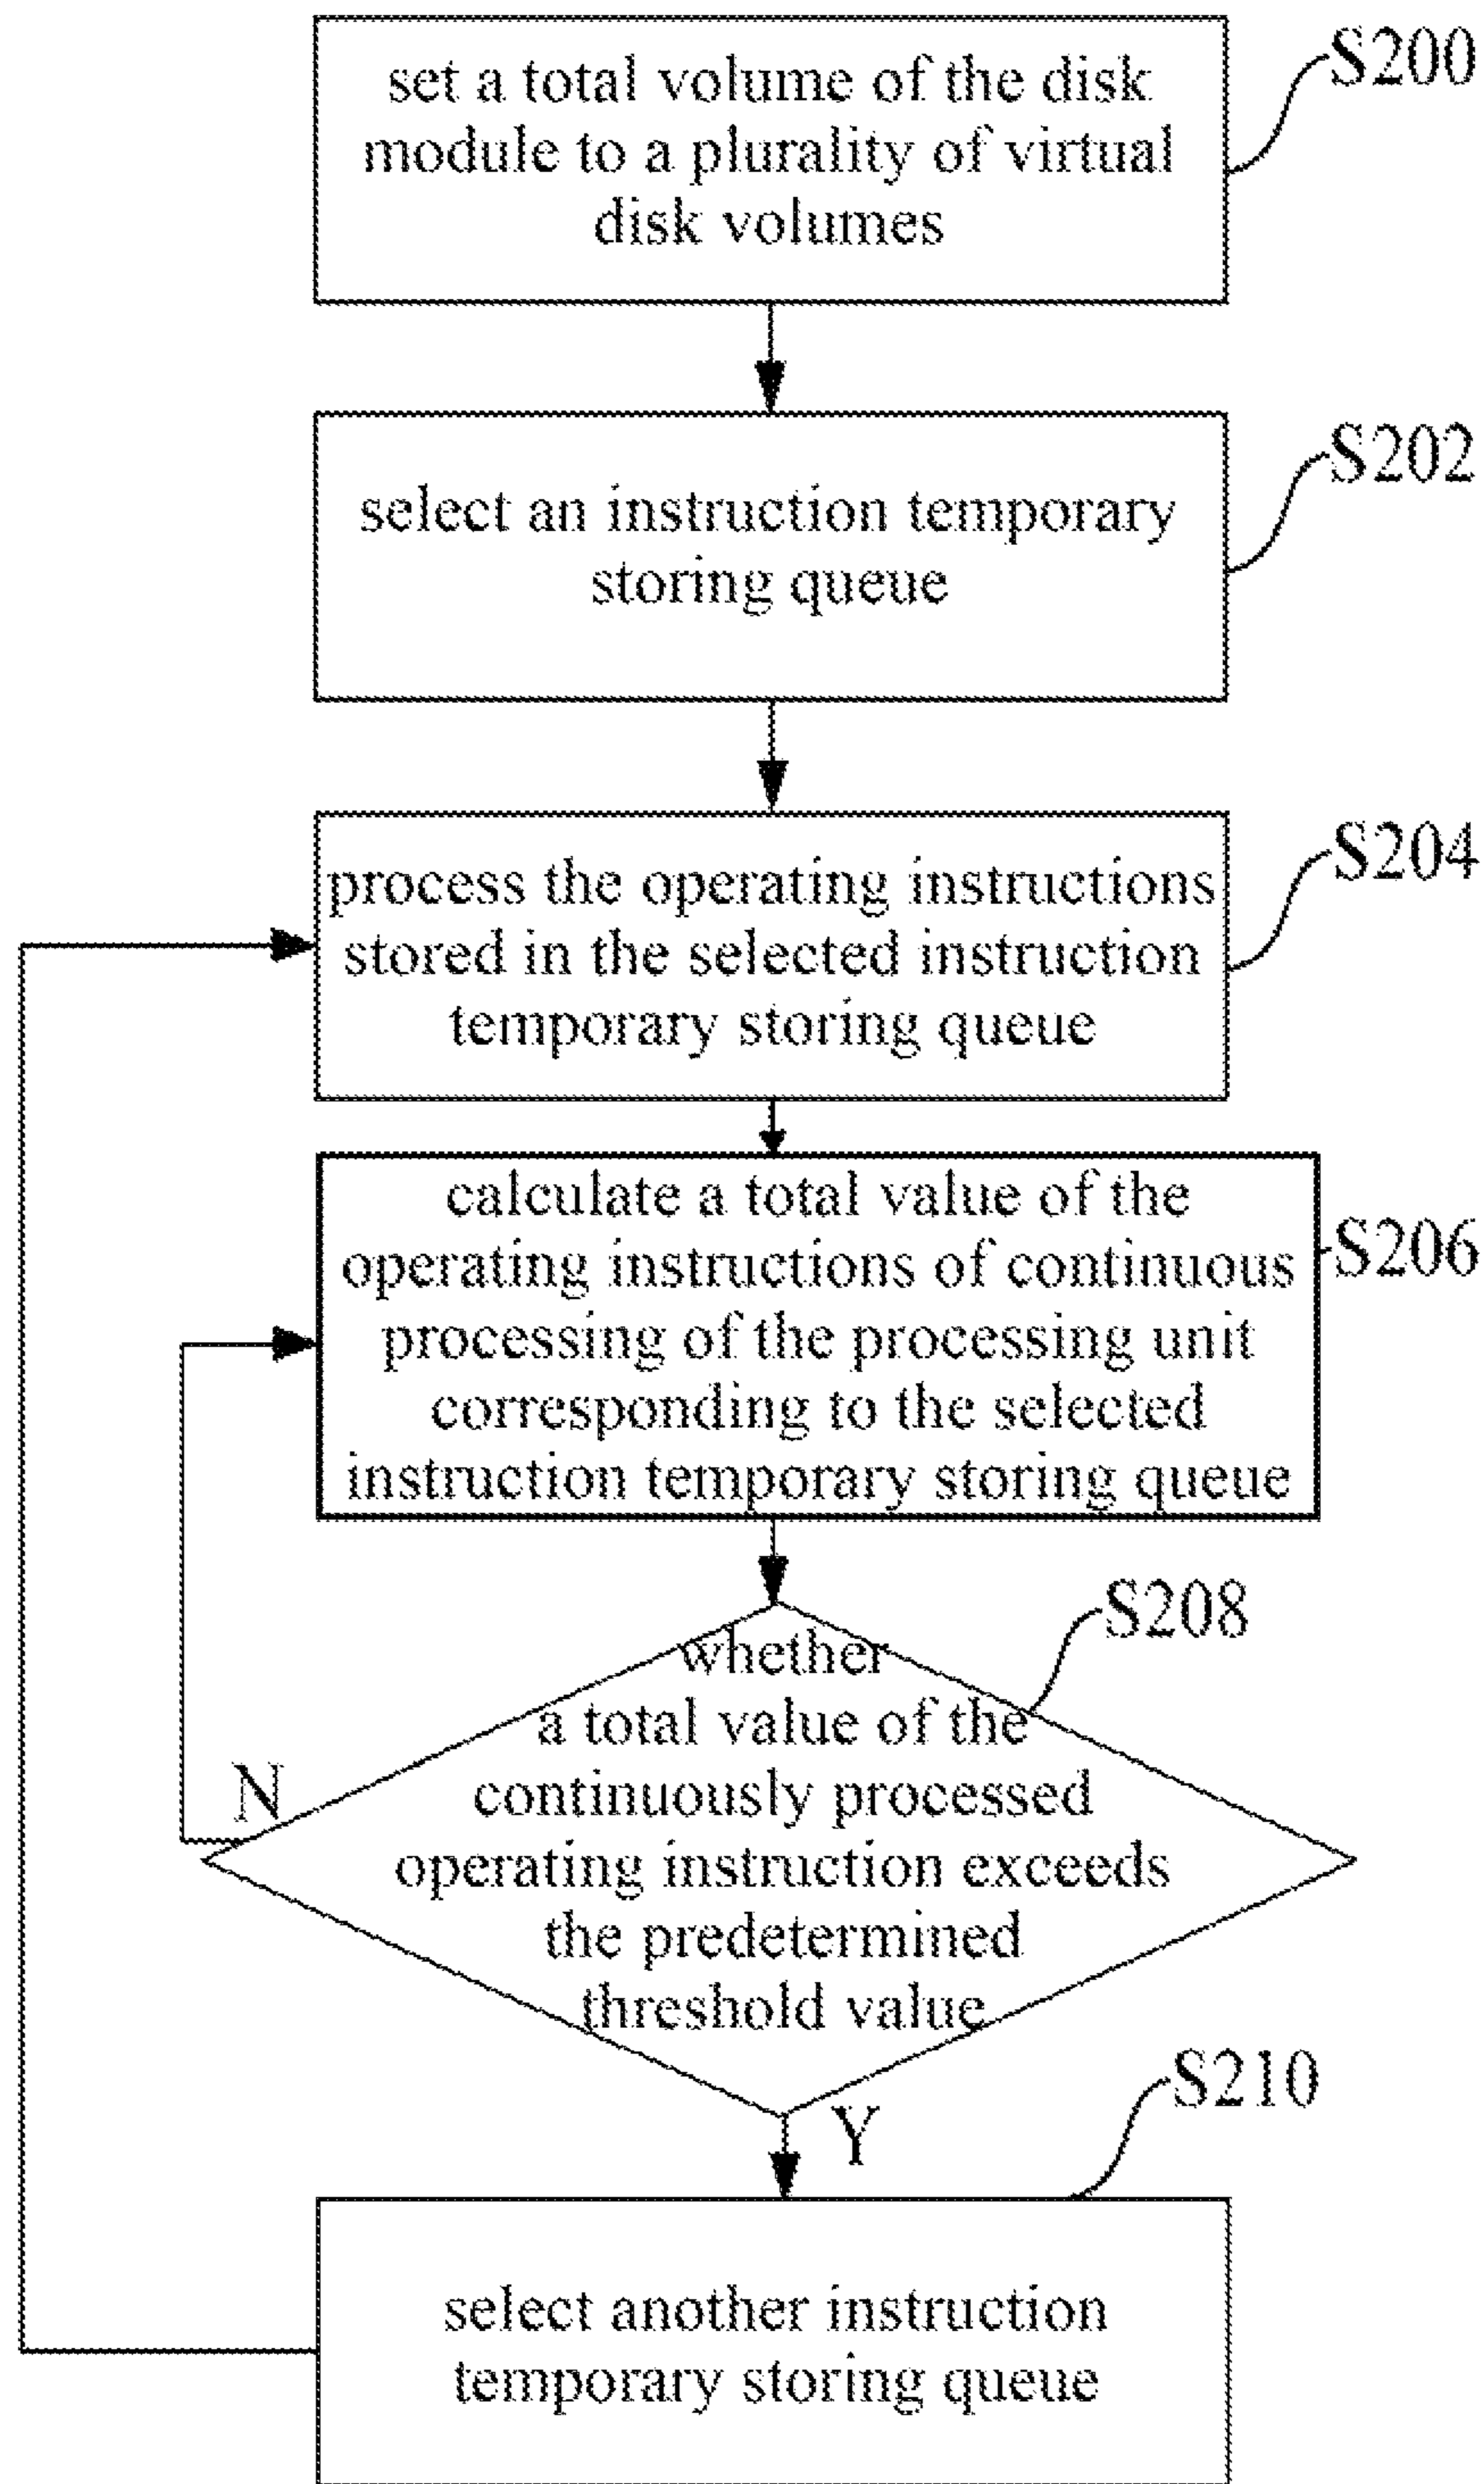 set a total volume of the disk
module to a plurality of virtual
disk volumes
S200
select an instruction temporary
storing queue
S202
process the operating instructions
stored in the selected instruction
temporary storing queue
S204
calculate a total value of the
operating instructions of continuous
processing of the processing unit
corresponding to the selected
instruction temporary storing queue
S206
whether
a total value of the
continuously processed
operating instruction exceeds
the predetermined
threshold value
S208
N
Y
S210
select another instruction
temporary storing queue